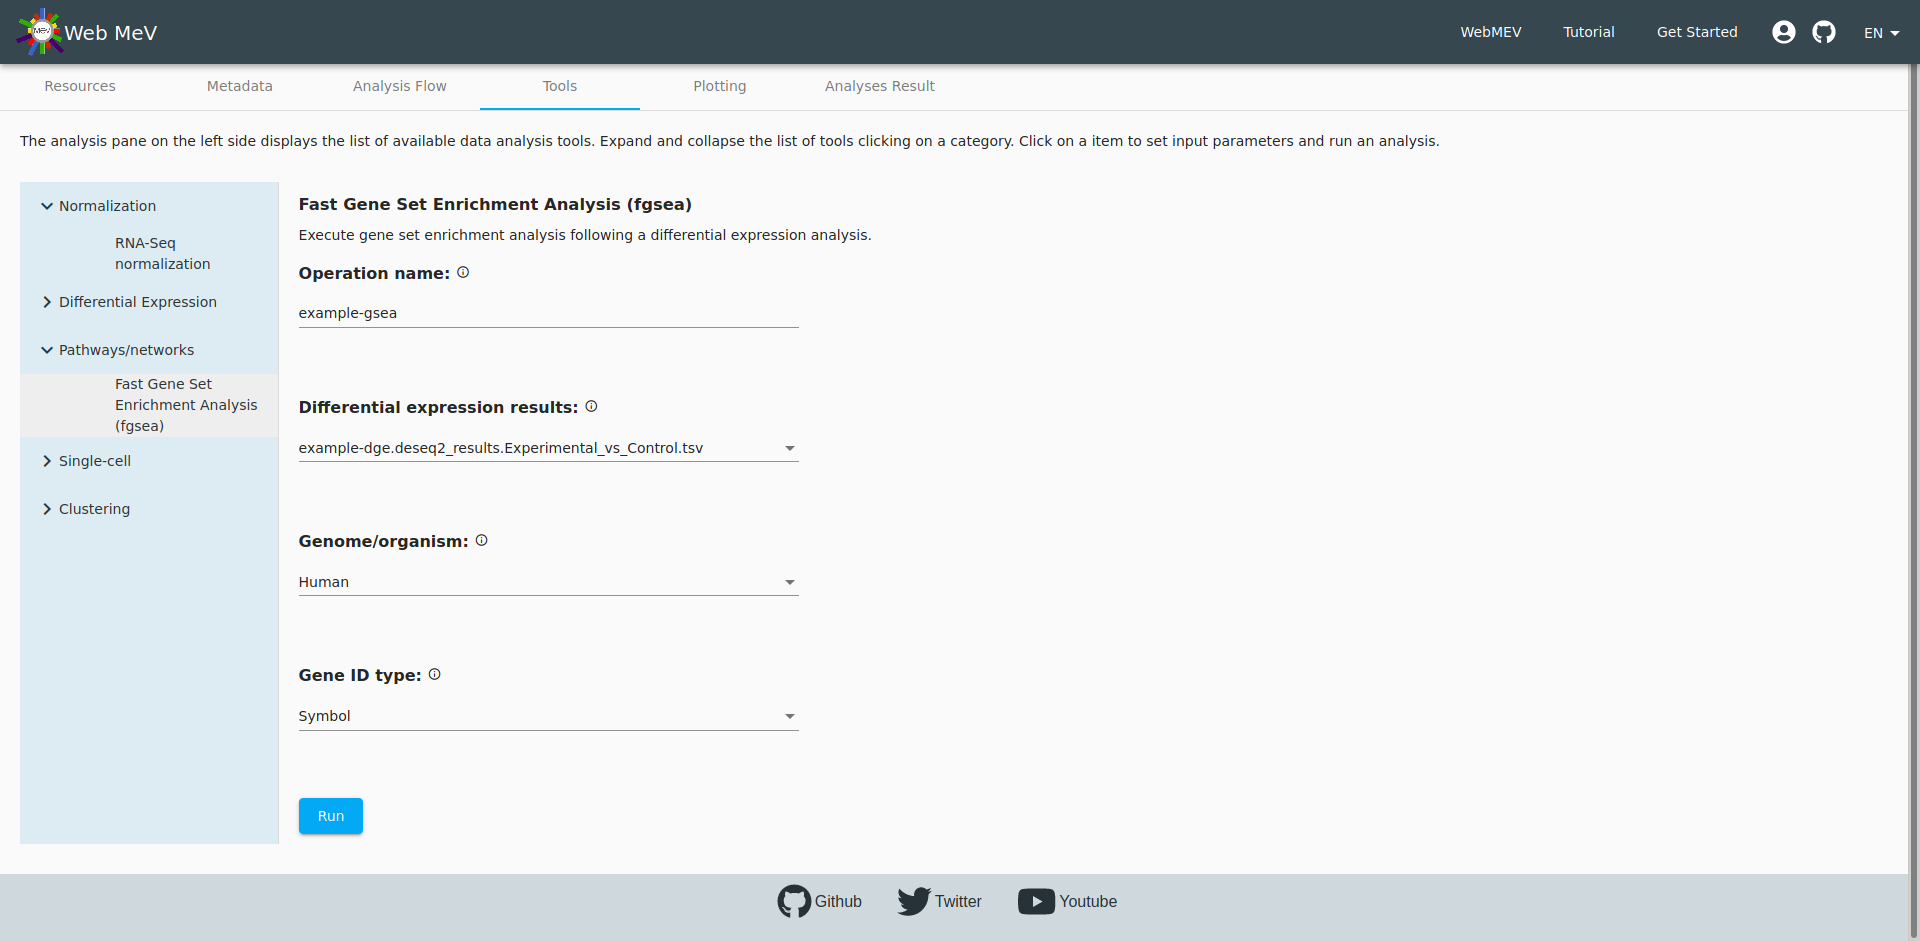 MeV
Web MeV
WebMEV
Tutorial
Get Started
EN
Resources
Metadata
Analysis Flow
Tools
Plotting
Analyses Result
The analysis pane on the left side displays the list of available data analysis tools. Expand and collapse the list of tools clicking on a category. Click on a item to set input parameters and run an analysis.
Normalization
RNA-Seq
normalization
Differential Expression
Pathways/networks
Fast Gene Set
Enrichment Analysis
(fgsea)
Single-cell
Clustering
Fast Gene Set Enrichment Analysis (fgsea)
Execute gene set enrichment analysis following a differential expression analysis.
Operation name:
example-gsea
Differential expression results:
example-dge.deseq2_results.Experimental_vs_Control.tsv
Genome/organism:
Human
Gene ID type:
Symbol
Run
Github
Twitter
Youtube